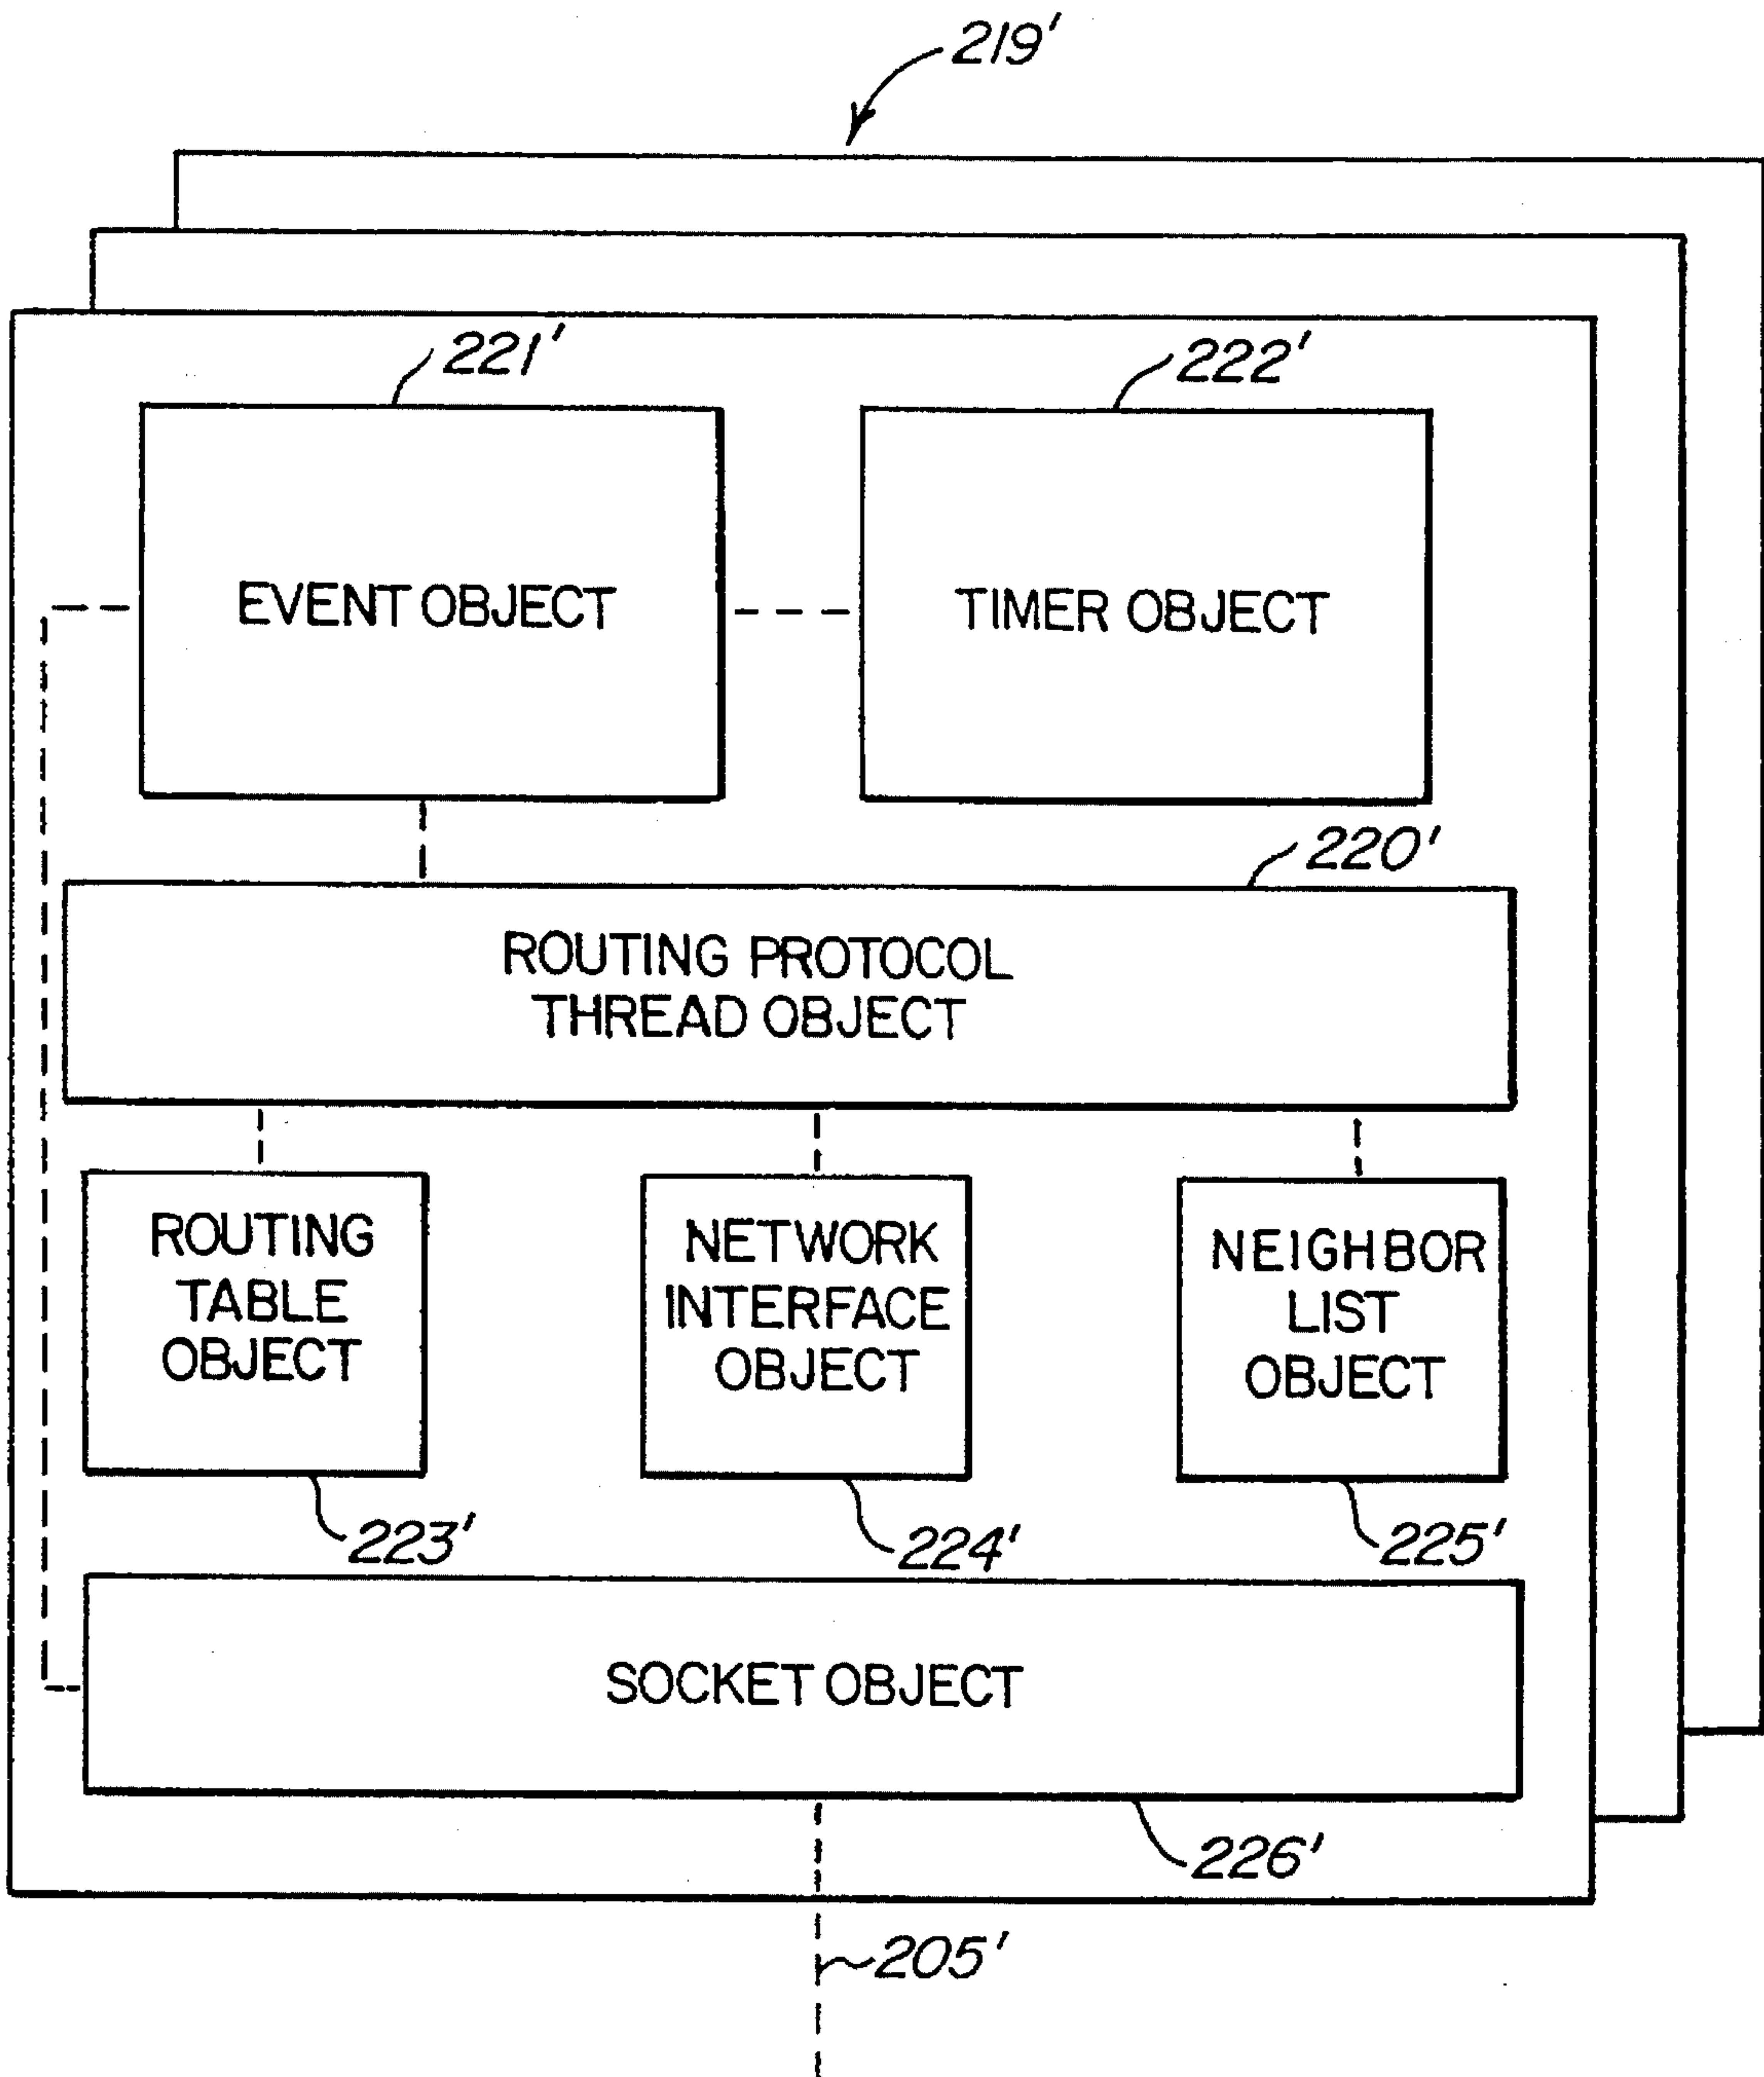 219'
221'
222'
EVENT OBJECT
TIMER OBJECT
220'
ROUTING PROTOCOL
THREAD OBJECT
ROUTING
TABLE
OBJECT
NETWORK
INTERFACE
OBJECT
NEIGHBOR
LIST
OBJECT
223'
224'
225'
SOCKET OBJECT
226'
205'